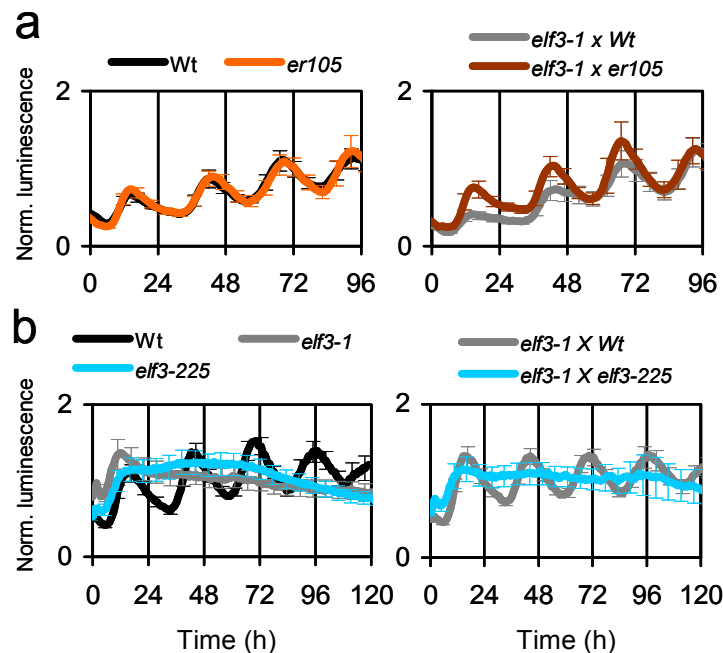 a
Wt er105
elf3-1 x Wt
elf3-1 x er105
Norm. luminescence
2
0
0 24 48 72 96
2
0
0 24 48 72 96
b
Wt elf3-1
elf3-225
elf3-1 X Wt
elf3-1 X elf3-225
Norm. luminescence
2
0
0 24 48 72 96 120
2
0
0 24 48 72 96 120
Time (h)
Time (h)